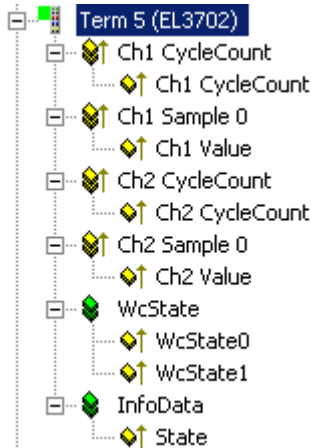 Term 5 (EL3702)
Ch1 CycleCount
Ch1 CycleCount
Ch1 Sample 0
Ch1 Value
Ch2 CycleCount
Ch2 CycleCount
Ch2 Sample 0
Ch2 Value
WcState
WcState0
WcState1
InfoData
State